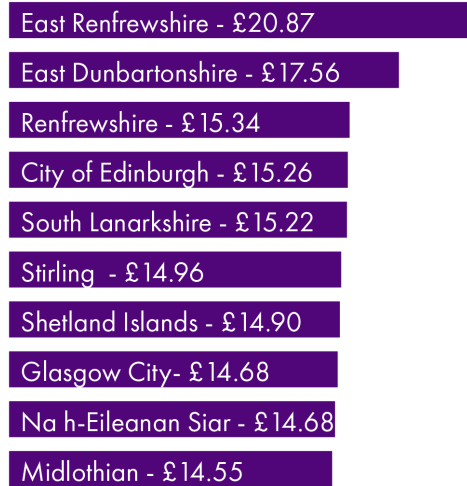 East Renfrewshire - £20.87
East Dunbartonshire - £17.56
Renfrewshire - £15.34
City of Edinburgh - £15.26
South Lanarkshire - £15.22
Stirling  - £14.96
Shetland Islands - £14.90
Glasgow City- £14.68
Na h-Eileanan Siar - £14.68
Midlothian - £14.55